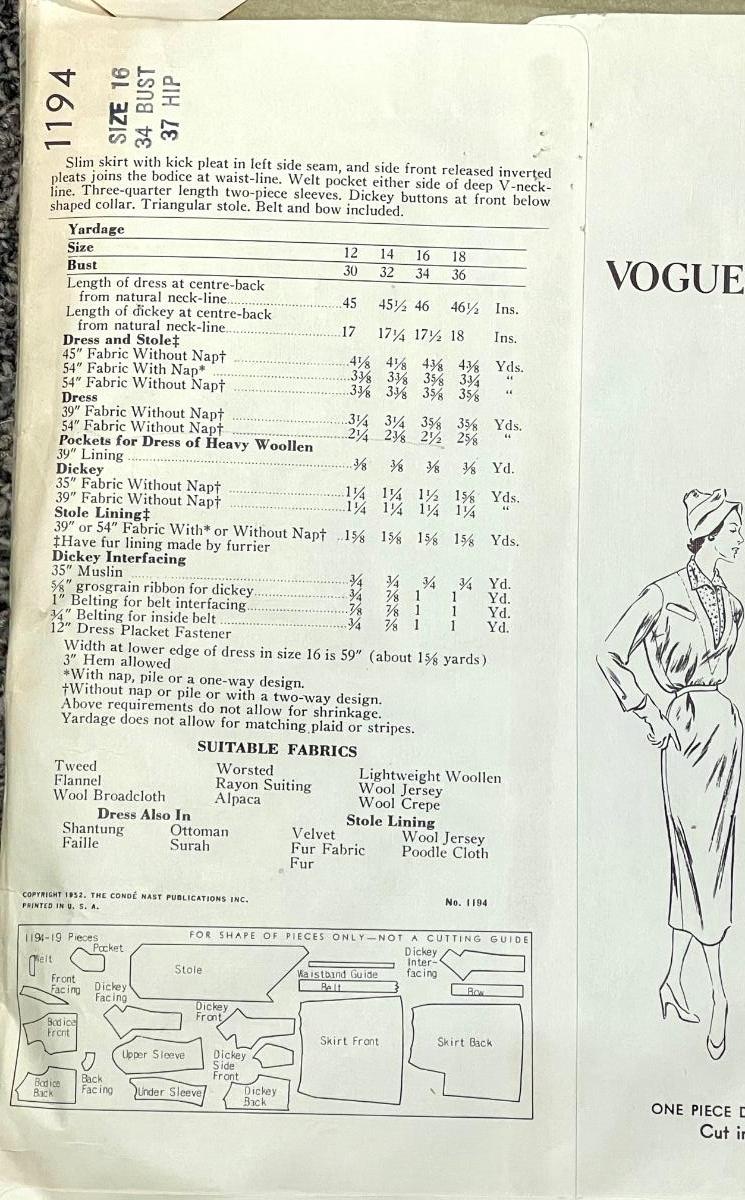 1194
SIZE 16
34 BUST
37 HIP
Slim skirt with kick pleat in left side seam, and side front released inverted
pleats joins the bodice at waist-line. Welt pocket either side of deep V-neck-
line. Three-quarter length two-piece sleeves. Dickey buttons at front below
shaped collar. Triangular stole. Belt and bow included.
Yardage
Size 12 14 16 18
Bust 30 32 34 36
Length of dress at centre-back
from natural neck-line 45 45½ 46 46½ Ins.
Length of dickey at centre-back
from natural neck-line 17 17¼ 17½ 18 Ins.
Dress and Stole‡
45" Fabric Without Nap† 4⅛ 4⅛ 4⅜ 4⅜ Yds.
54" Fabric With Nap* 3⅜ 3⅜ 3⅝ 3¾ "
54" Fabric Without Nap† 3⅜ 3⅜ 3⅝ 3⅝ "
Dress
39" Fabric Without Nap† 3¼ 3¼ 3⅝ 3⅝ Yds.
54" Fabric Without Nap† 2¼ 2⅜ 2½ 2⅝ "
Pockets for Dress of Heavy Woollen
39" Lining ⅜ ⅜ ⅜ ⅜ Yd.
Dickey
35" Fabric Without Nap† 1¼ 1¼ 1½ 1⅝ Yds.
39" Fabric Without Nap† 1¼ 1¼ 1¼ 1¼ "
Stole Lining‡
39" or 54" Fabric With* or Without Nap† 1⅝ 1⅝ 1⅝ 1⅝ Yds.
‡Have fur lining made by furrier
Dickey Interfacing
35" Muslin ¾ ¾ ¾ ¾ Yd.
⅝" grosgrain ribbon for dickey ¾ ⅞ 1 1 Yd.
1" Belting for belt interfacing ⅞ ⅞ 1 1 Yd.
¾" Belting for inside belt ¾ ⅞ 1 1 Yd.
12" Dress Placket Fastener
Width at lower edge of dress in size 16 is 59" (about 1⅝ yards)
3" Hem allowed
*With nap, pile or a one-way design.
†Without nap or pile or with a two-way design.
Above requirements do not allow for shrinkage.
Yardage does not allow for matching plaid or stripes.
SUITABLE FABRICS
Tweed Worsted Lightweight Woollen
Flannel Rayon Suiting Wool Jersey
Wool Broadcloth Alpaca Wool Crepe
Dress Also In Stole Lining
Shantung Ottoman Velvet Wool Jersey
Faille Surah Fur Fabric Poodle Cloth
Fur
COPYRIGHT 1952. THE CONDÉ NAST PUBLICATIONS INC.
PRINTED IN U. S. A. No. 1194
1194-19 Pieces FOR SHAPE OF PIECES ONLY—NOT A CUTTING GUIDE
Welt
Pocket
Stole
Waistband Guide
Belt
Dickey
Inter-
facing
Bow
Front
Facing
Dickey
Facing
Dickey
Front
Bodice
Front
Upper Sleeve
Dickey
Side
Front
Skirt Front
Skirt Back
Bodice
Back
Back
Facing
Under Sleeve
Dickey
Back
VOGUE
ONE PIECE
Cut